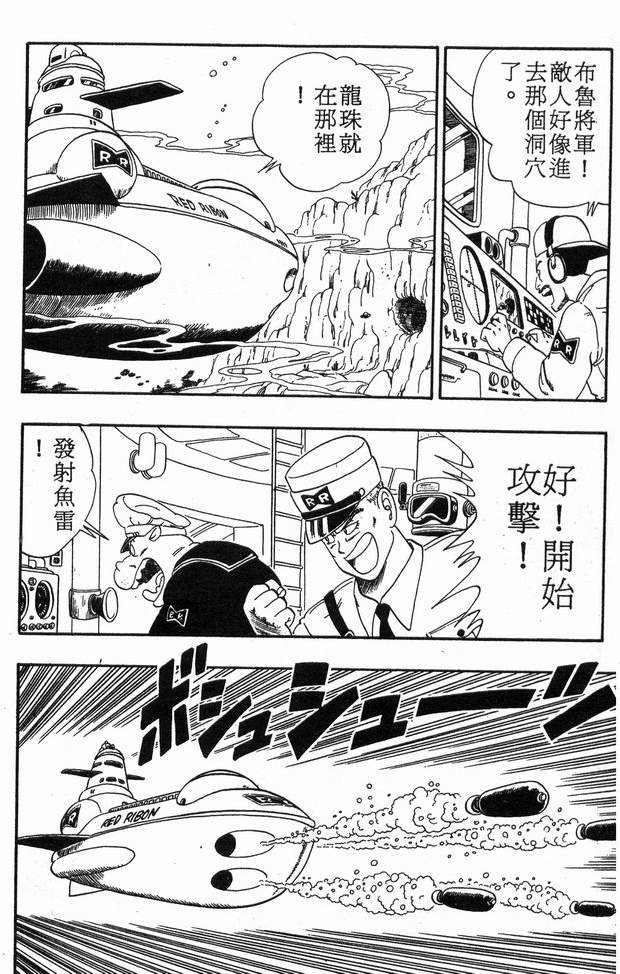 布魯將軍！
敵人好像進
去那個洞穴
了。
R R
龍珠就
在那裡
！
R R
RED RIBON
好！開始
攻擊！
R R
發射魚雷
！
ボシュシューーッ
R R
RED RIBON